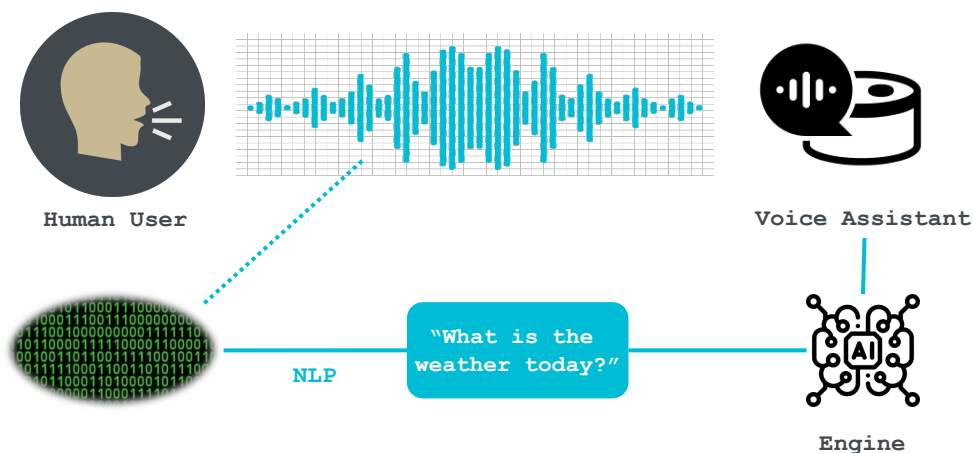 Human User
Voice Assistant
“What is the
weather today?”
NLP
AI
Engine